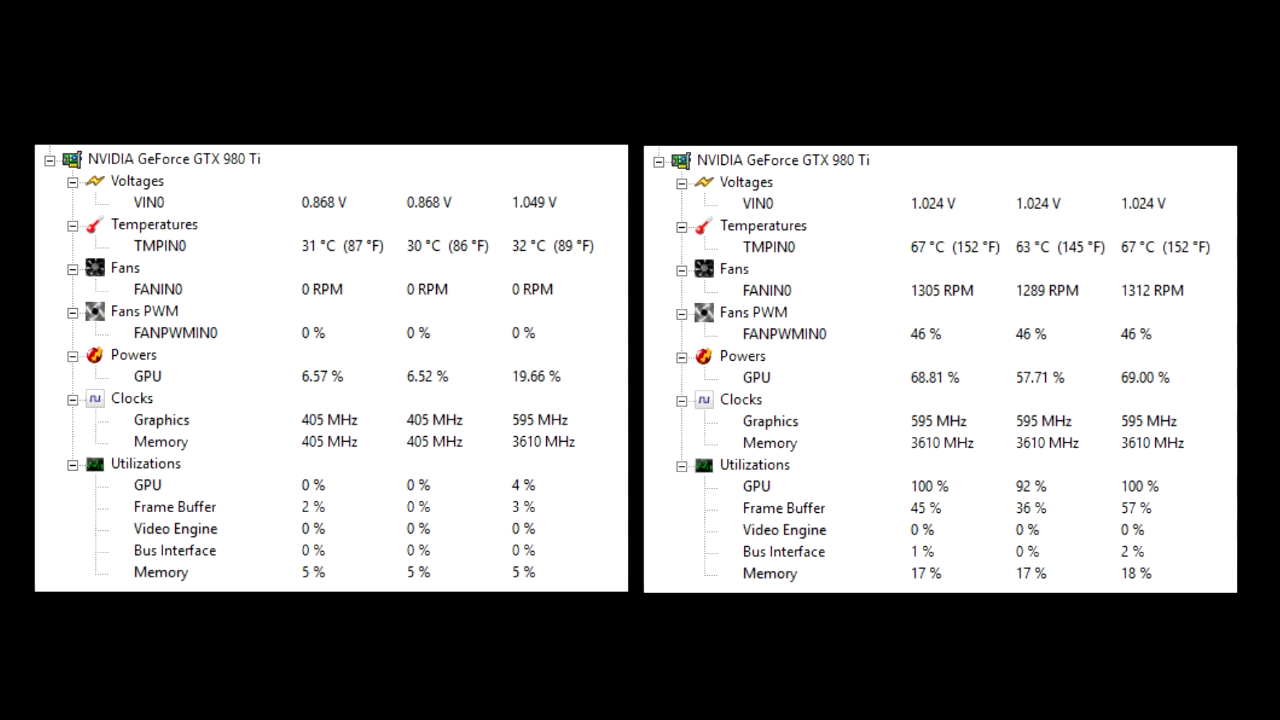 NVIDIA GeForce GTX 980 Ti
Voltages
VIN0 0.868 V 0.868 V 1.049 V
Temperatures
TMPIN0 31 °C (87 °F) 30 °C (86 °F) 32 °C (89 °F)
Fans
FANIN0 0 RPM 0 RPM 0 RPM
Fans PWM
FANPWMIN0 0 % 0 % 0 %
Powers
GPU 6.57 % 6.52 % 19.66 %
Clocks
Graphics 405 MHz 405 MHz 595 MHz
Memory 405 MHz 405 MHz 3610 MHz
Utilizations
GPU 0 % 0 % 4 %
Frame Buffer 2 % 0 % 3 %
Video Engine 0 % 0 % 0 %
Bus Interface 0 % 0 % 0 %
Memory 5 % 5 % 5 %
NVIDIA GeForce GTX 980 Ti
Voltages
VIN0 1.024 V 1.024 V 1.024 V
Temperatures
TMPIN0 67 °C (152 °F) 63 °C (145 °F) 67 °C (152 °F)
Fans
FANIN0 1305 RPM 1289 RPM 1312 RPM
Fans PWM
FANPWMIN0 46 % 46 % 46 %
Powers
GPU 68.81 % 57.71 % 69.00 %
Clocks
Graphics 595 MHz 595 MHz 595 MHz
Memory 3610 MHz 3610 MHz 3610 MHz
Utilizations
GPU 100 % 92 % 100 %
Frame Buffer 45 % 36 % 57 %
Video Engine 0 % 0 % 0 %
Bus Interface 1 % 0 % 2 %
Memory 17 % 17 % 18 %